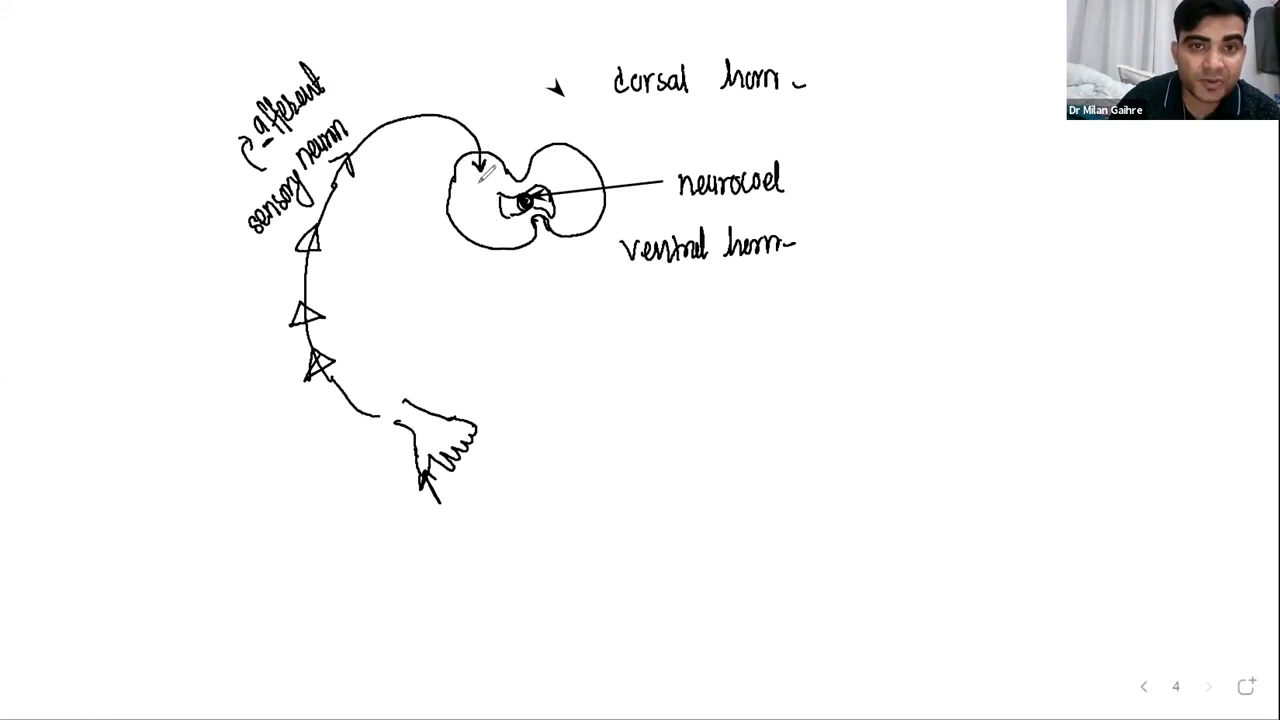 afferent
sensory neuron
dorsal horn
neurocoel
ventral horn
Dr Milan Gaihre
4